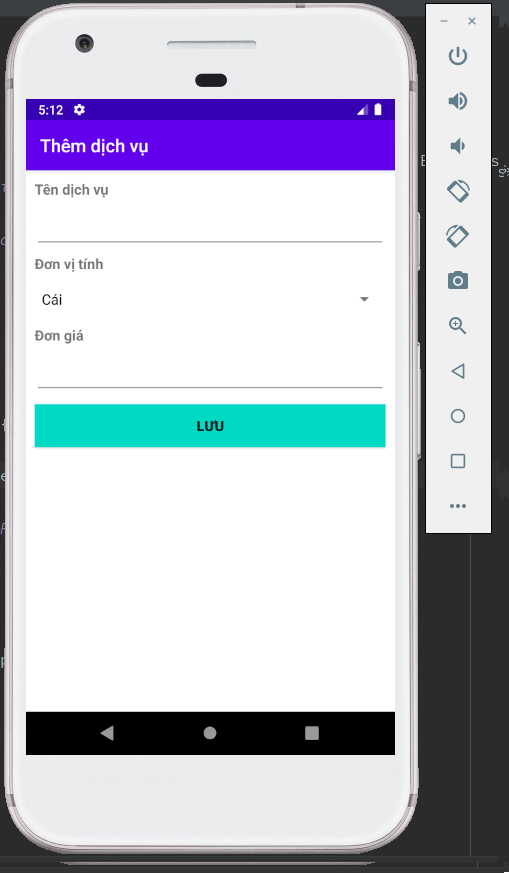 5:12
Thêm dịch vụ
Tên dịch vụ
Đơn vị tính
Cái
Đơn giá
LƯU